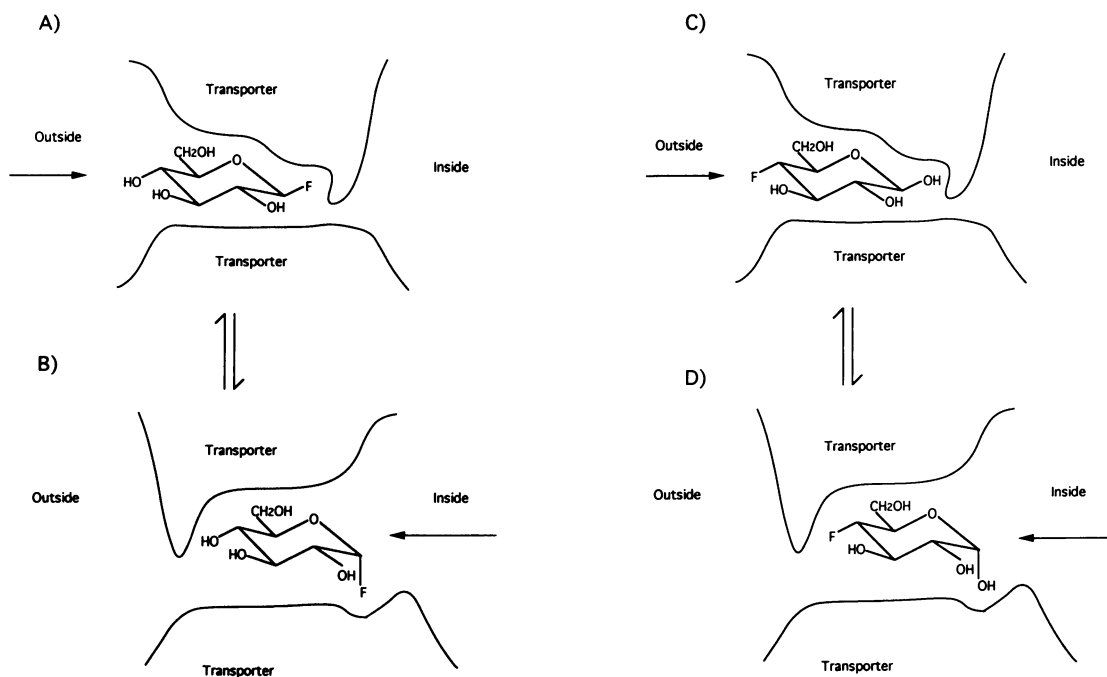 A)
Transporter
Outside
Inside
CH2OH
O
HO
HO
OH
F
Transporter
B)
Transporter
Outside
Inside
CH2OH
O
HO
HO
OH
F
Transporter
C)
Transporter
Outside
Inside
CH2OH
O
F
HO
OH
OH
Transporter
D)
Transporter
Outside
Inside
CH2OH
O
F
HO
OH
OH
Transporter